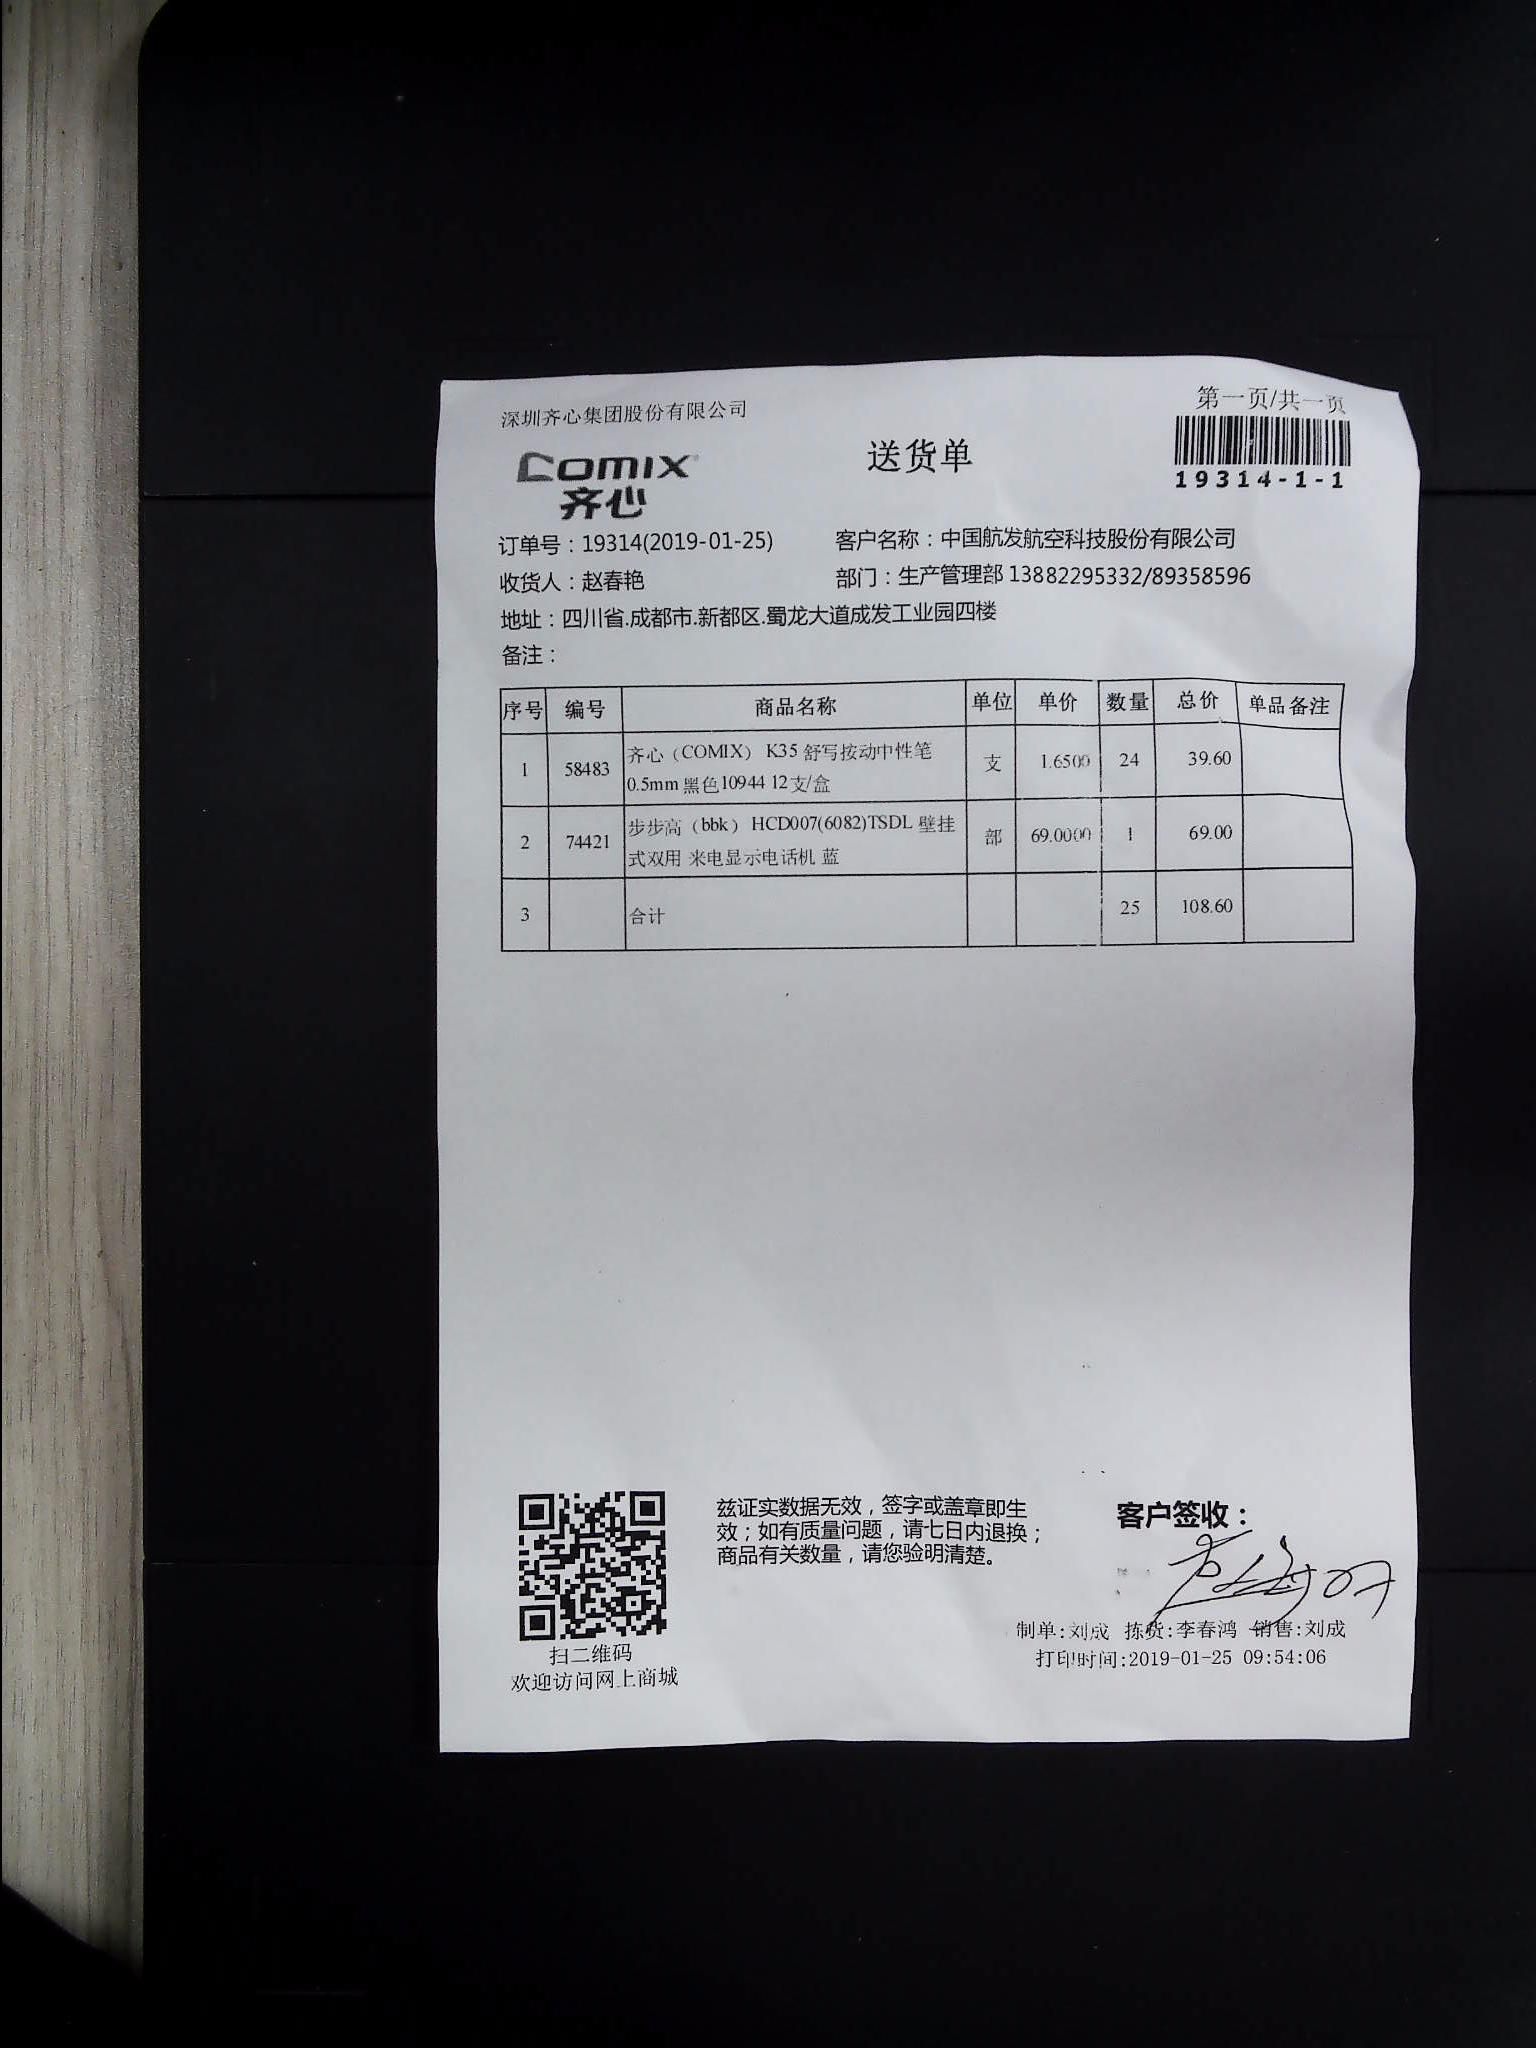 深圳齐心集团股份有限公司
第一页/共一页
comix
齐心
送货单
19314-1-1
订单号：19314(2019-01-25) 客户名称：中国航发航空科技股份有限公司
收货人：赵春艳 部门：生产管理部 13882295332/89358596
地址：四川省.成都市.新都区.蜀龙大道成发工业园四楼
备注：
序号 编号 商品名称 单位 单价 数量 总价 单品备注
1 58483 齐心（COMIX） K35 舒写按动中性笔 支 1.6500 24 39.60
0.5mm 黑色10944 12支/盒
2 74421 步步高（bbk） HCD007(6082)TSDL 壁挂 部 69.0000 1 69.00
式双用 来电显示电话机 蓝
3 合计 25 108.60
兹证实数据无效，签字或盖章即生
效；如有质量问题，请七日内退换；
商品有关数量，请您验明清楚。
客户签收：
制单:刘成 拣货:李春鸿 销售:刘成
打印时间:2019-01-25 09:54:06
扫二维码
欢迎访问网上商城